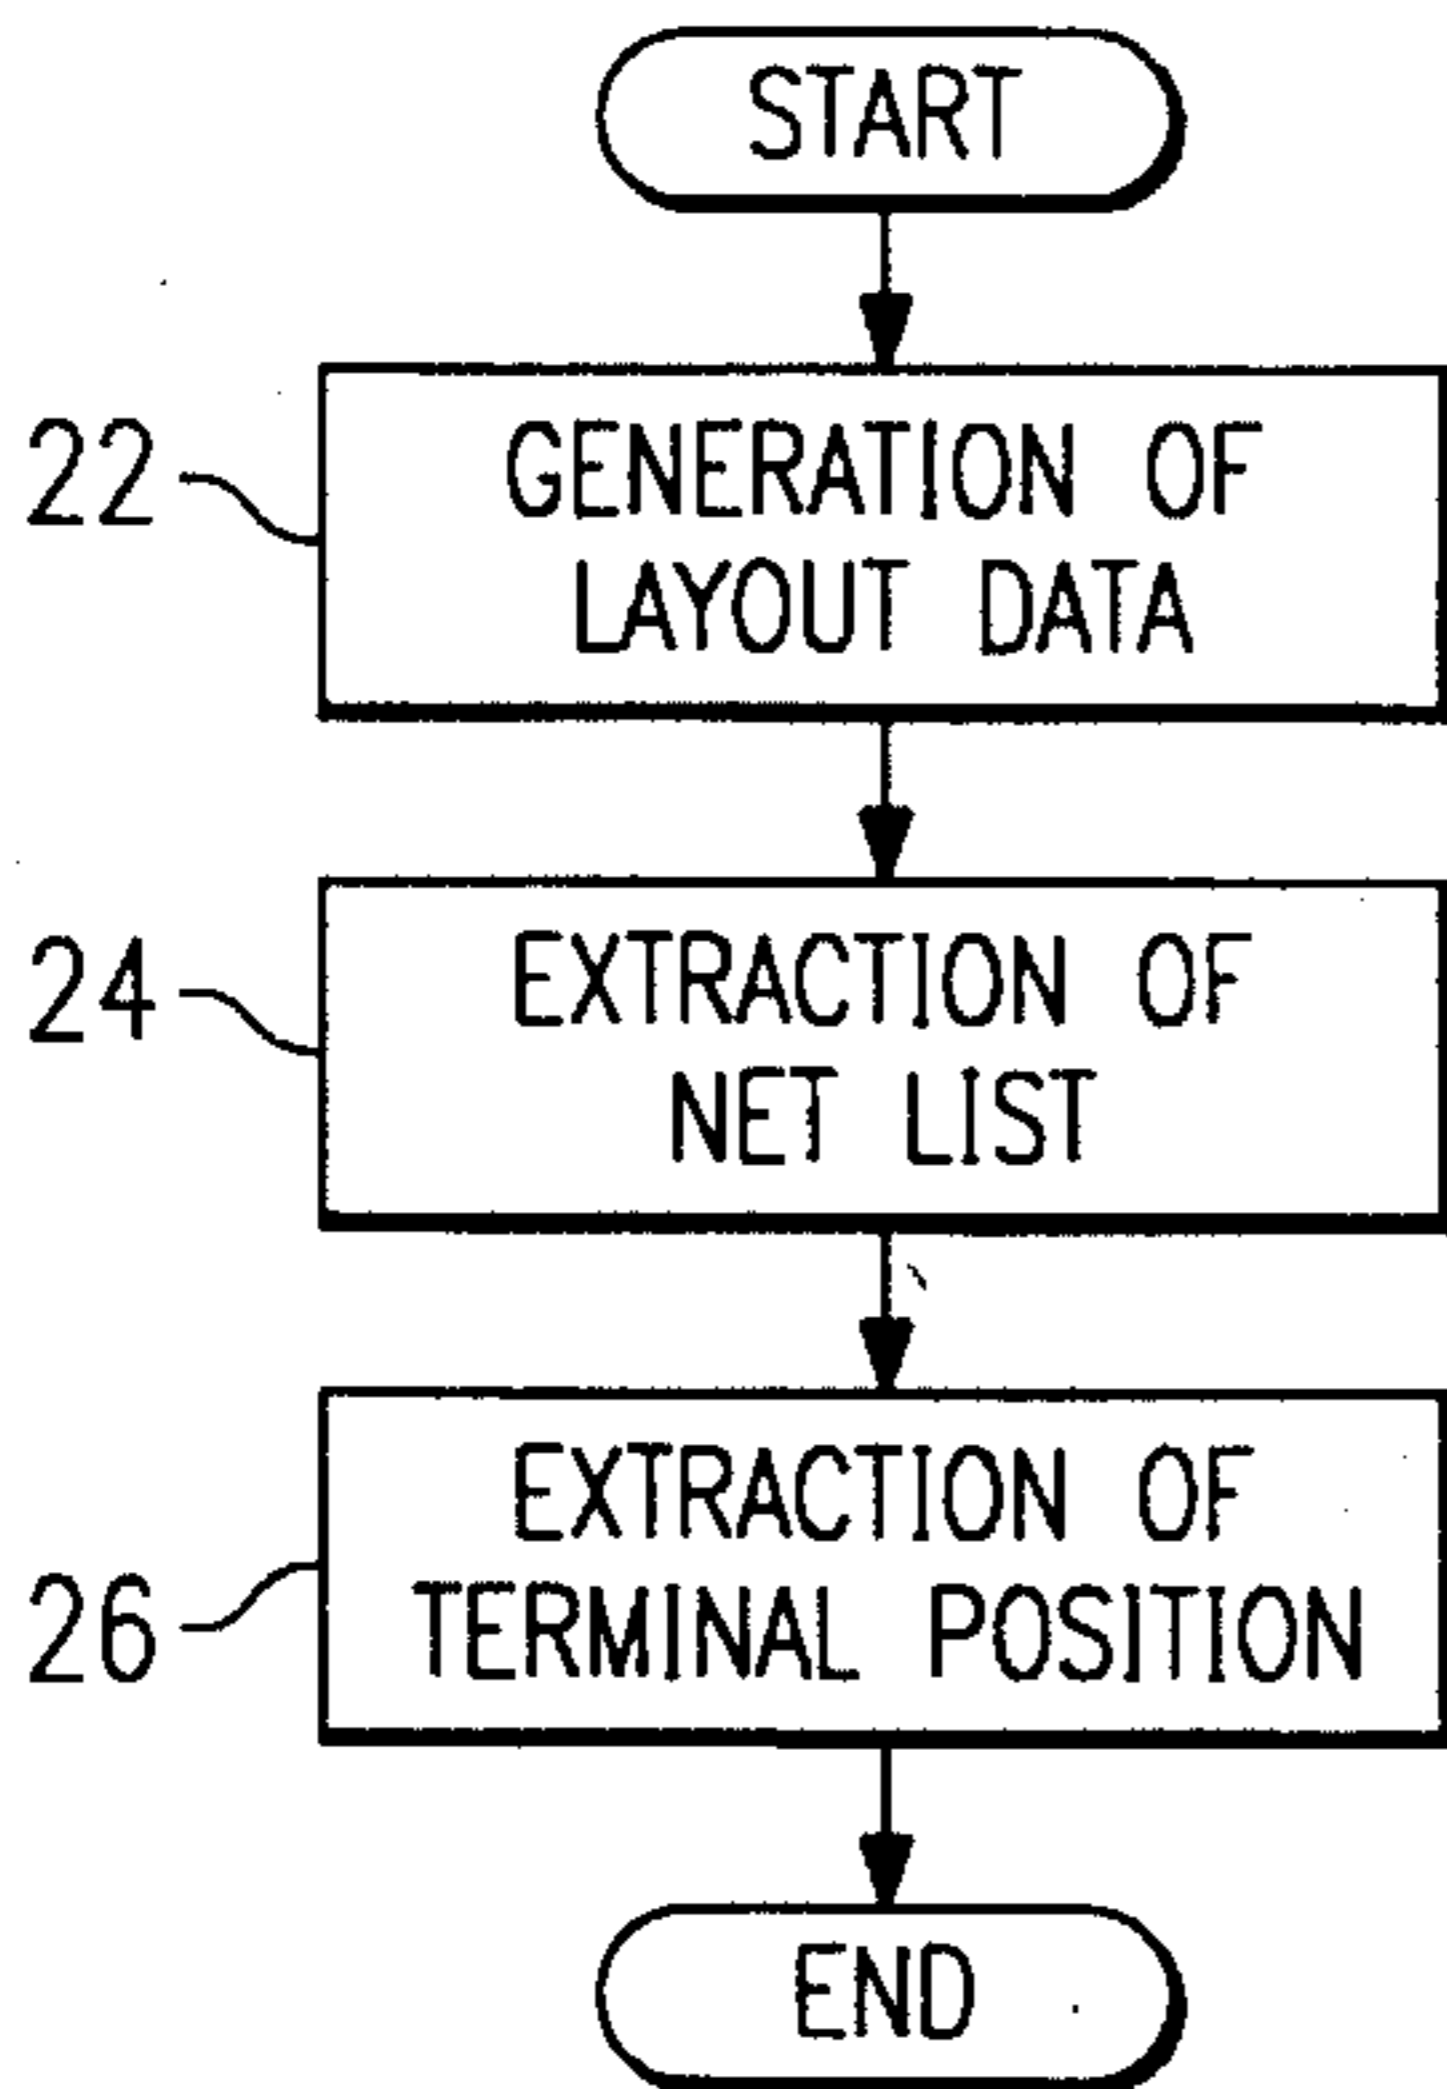 START
22
GENERATION OF
LAYOUT DATA
24
EXTRACTION OF
NET LIST
26
EXTRACTION OF
TERMINAL POSITION
END